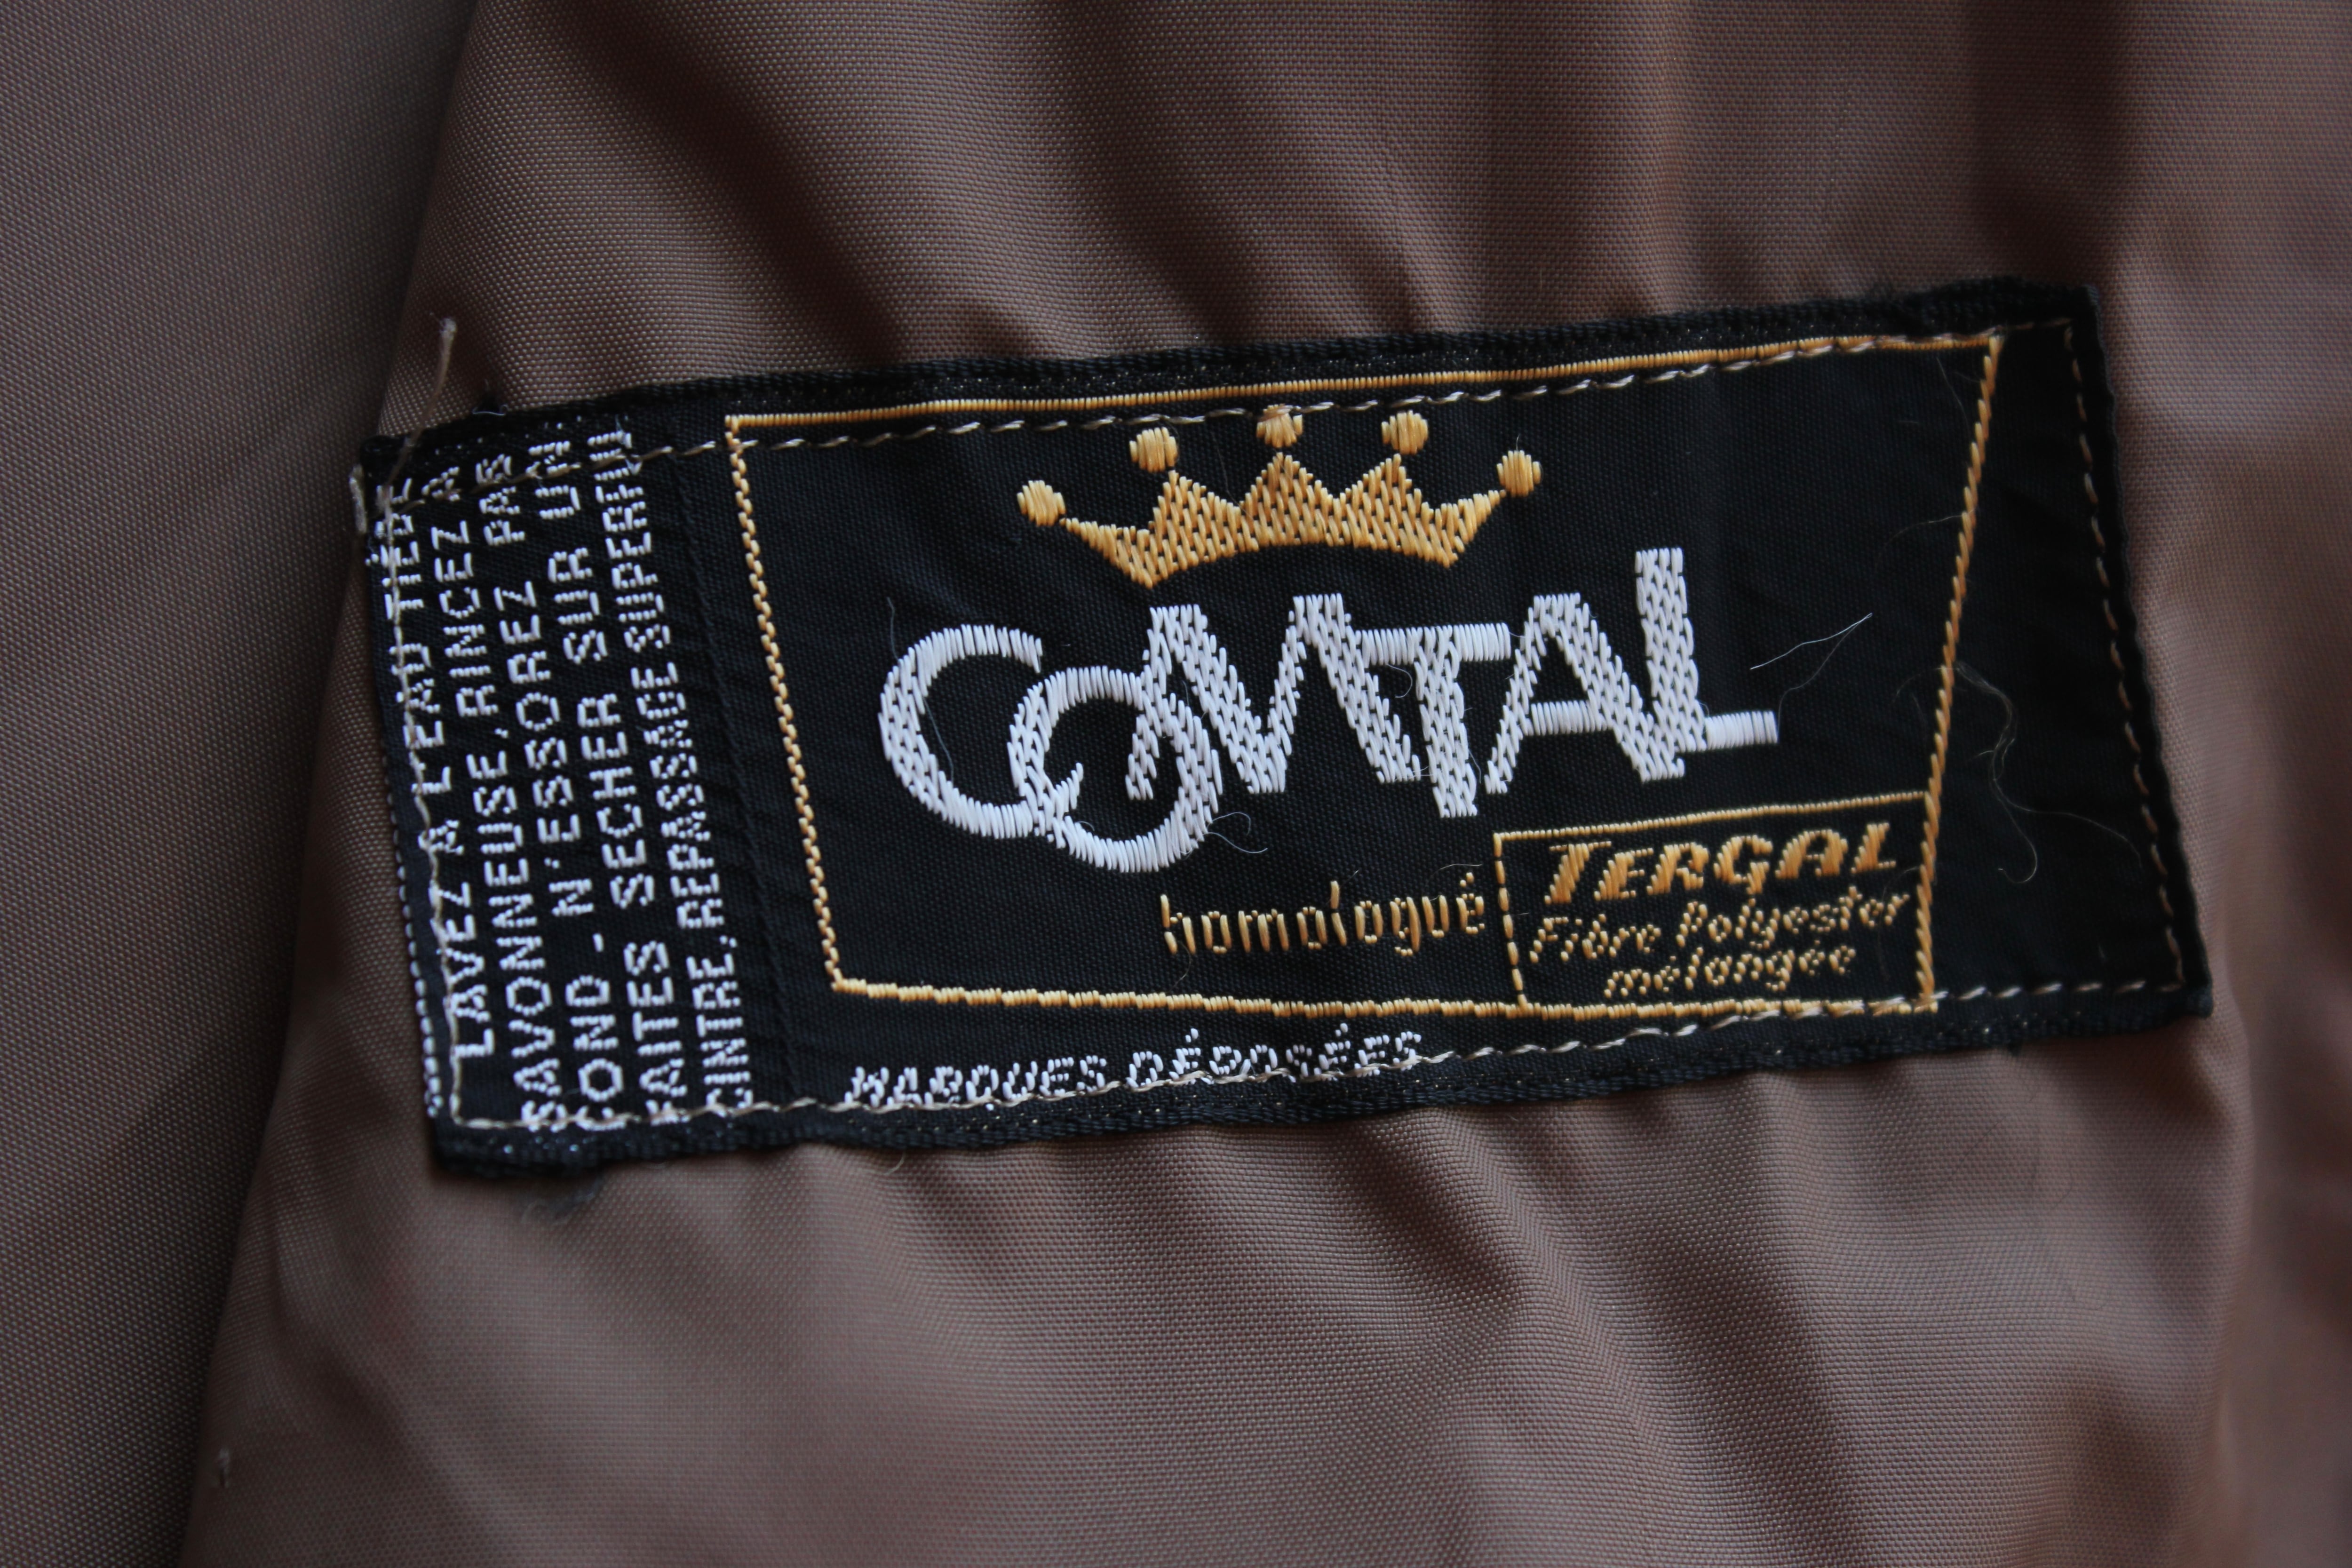 LAVEZ A L'EAU TIÈDE
SAVONNEUSE, RINCEZ A
FOND - N'ESSOREZ PAS
FAITES SECHER SUR UN
CINTRE, REPASSAGE SUPERFLU
COMTAL
homologué
TERGAL
Fibre Polyester
mélangée
MARQUES DÉPOSÉES